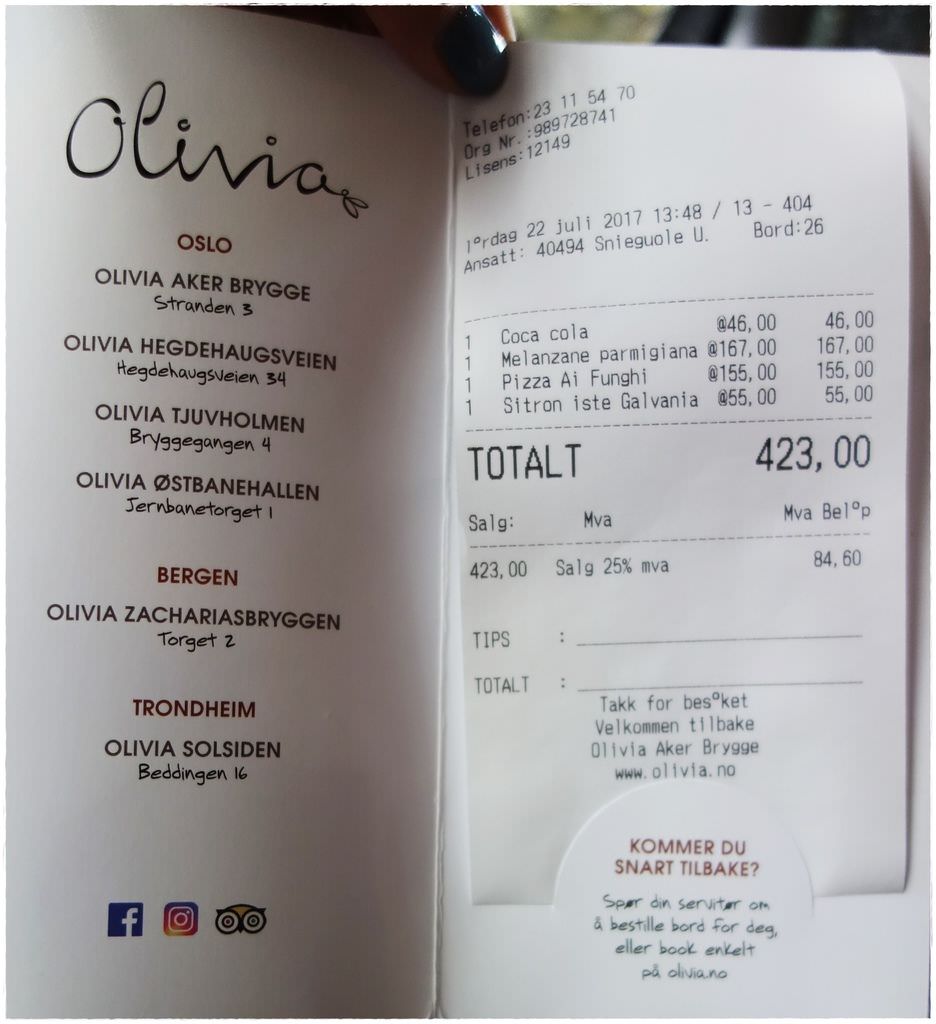 Olivia
OSLO
OLIVIA AKER BRYGGE
Stranden 3
OLIVIA HEGDEHAUGSVEIEN
Hegdehaugsveien 34
OLIVIA TJUVHOLMEN
Bryggegangen 4
OLIVIA ØSTBANEHALLEN
Jernbanetorget 1
BERGEN
OLIVIA ZACHARIASBRYGGEN
Torget 2
TRONDHEIM
OLIVIA SOLSIDEN
Beddingen 16
Telefon:23 11 54 70
Org Nr.:989728741
Lisens:12149
l°rdag 22 juli 2017 13:48 / 13 - 404
Ansatt: 40494 Snieguole U. Bord:26
1 Coca cola @46,00 46,00
1 Melanzane parmigiana @167,00 167,00
1 Pizza Ai Funghi @155,00 155,00
1 Sitron iste Galvania @55,00 55,00
TOTALT 423,00
Salg: Mva Mva Bel°p
423,00 Salg 25% mva 84,60
TIPS :
TOTALT :
Takk for bes°ket
Velkommen tilbake
Olivia Aker Brygge
www.olivia.no
KOMMER DU
SNART TILBAKE?
Spør din servitør om
å bestille bord for deg,
eller book enkelt
på olivia.no